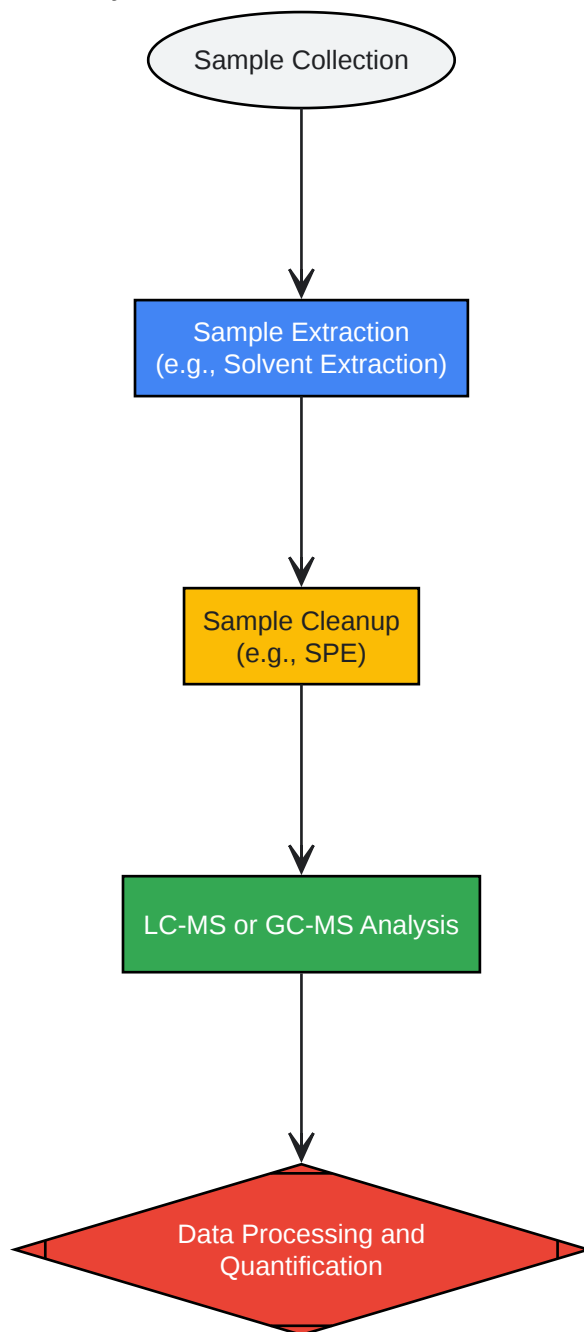 Sample Collection
Sample Extraction
(e.g., Solvent Extraction)
Sample Cleanup
(e.g., SPE)
LC-MS or GC-MS Analysis
Data Processing and
Quantification